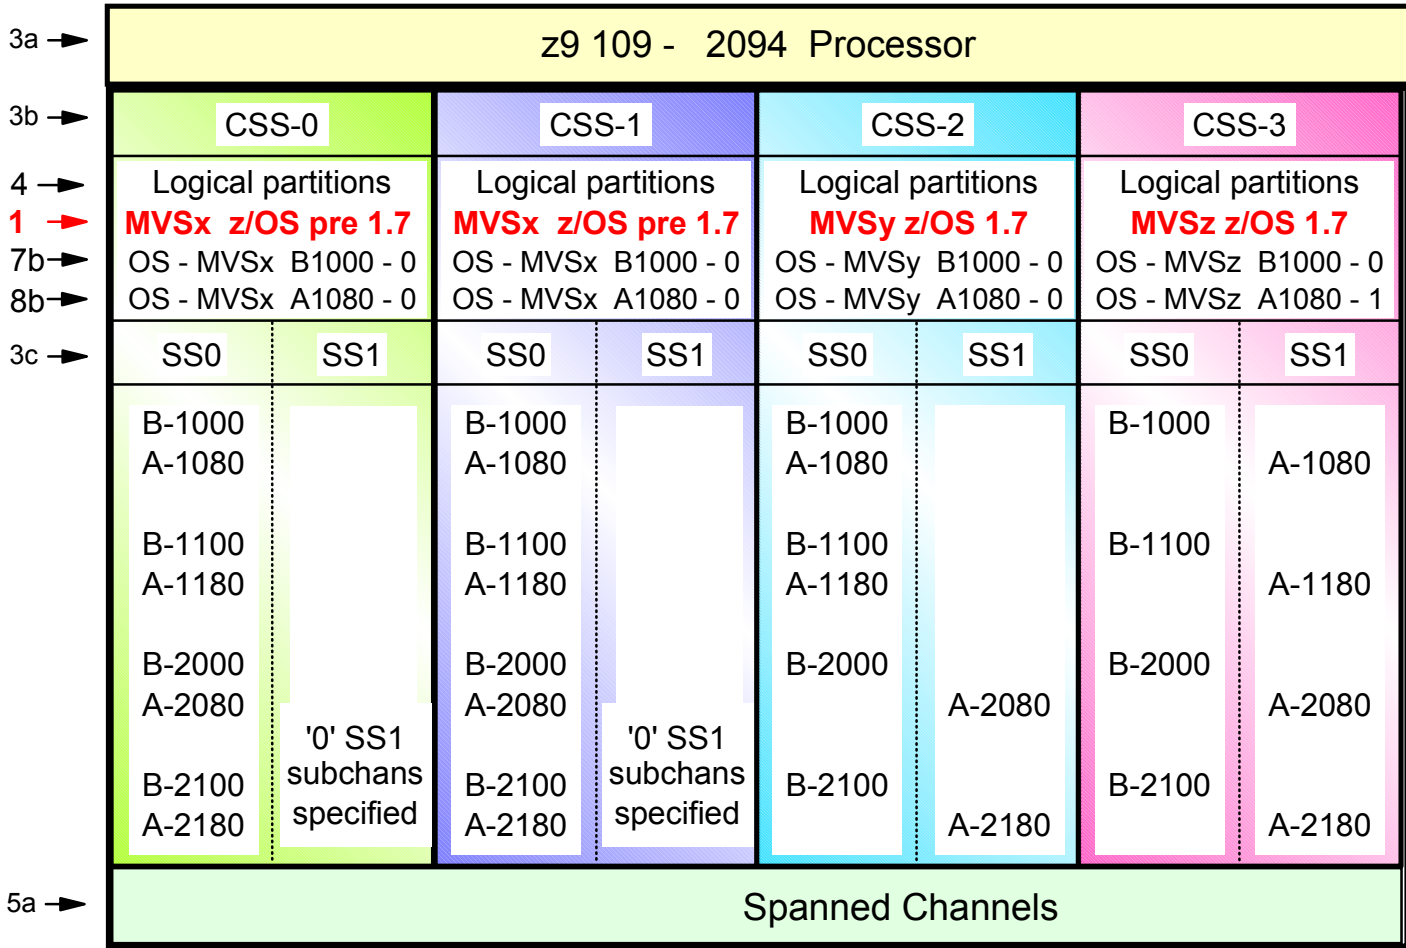 3a z9 109 - 2094 Processor
3b CSS-0 CSS-1 CSS-2 CSS-3
4 Logical partitions Logical partitions Logical partitions Logical partitions
1 MVSx z/OS pre 1.7 MVSx z/OS pre 1.7 MVSy z/OS 1.7 MVSz z/OS 1.7
7b OS - MVSx B1000 - 0 OS - MVSx B1000 - 0 OS - MVSy B1000 - 0 OS - MVSz B1000 - 0
8b OS - MVSx A1080 - 0 OS - MVSx A1080 - 0 OS - MVSy A1080 - 0 OS - MVSz A1080 - 1
3c SS0 SS1 SS0 SS1 SS0 SS1 SS0 SS1
B-1000 B-1000 B-1000 B-1000
A-1080 A-1080 A-1080 A-1080
B-1100 B-1100 B-1100 B-1100
A-1180 A-1180 A-1180 A-1180
B-2000 B-2000 B-2000 B-2000
A-2080 A-2080 A-2080 A-2080
'0' SS1 '0' SS1
B-2100 subchans B-2100 subchans B-2100 B-2100
A-2180 specified A-2180 specified A-2180 A-2180
5a Spanned Channels